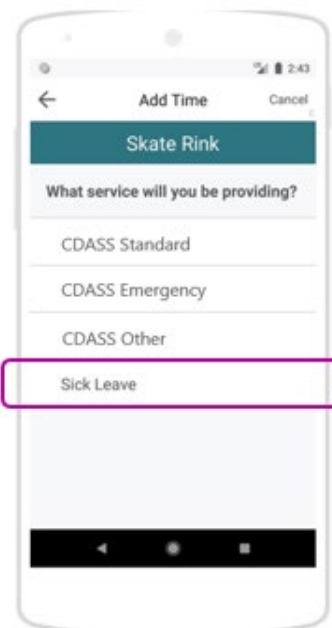 2:43
Add Time
Cancel
Skate Rink
What service will you be providing?
CDASS Standard
CDASS Emergency
CDASS Other
Sick Leave